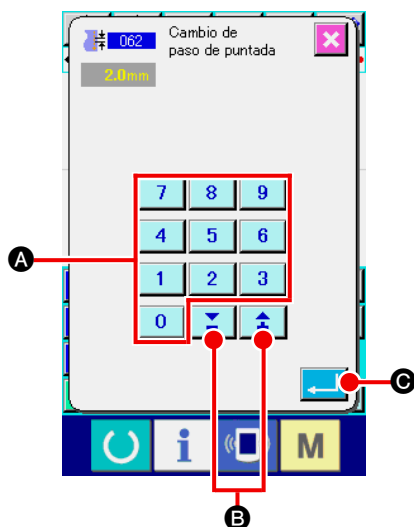 062
Cambio de
paso de puntada
2.0mm
7 8 9
A
4 5 6
1 2 3
0
C
i M
B